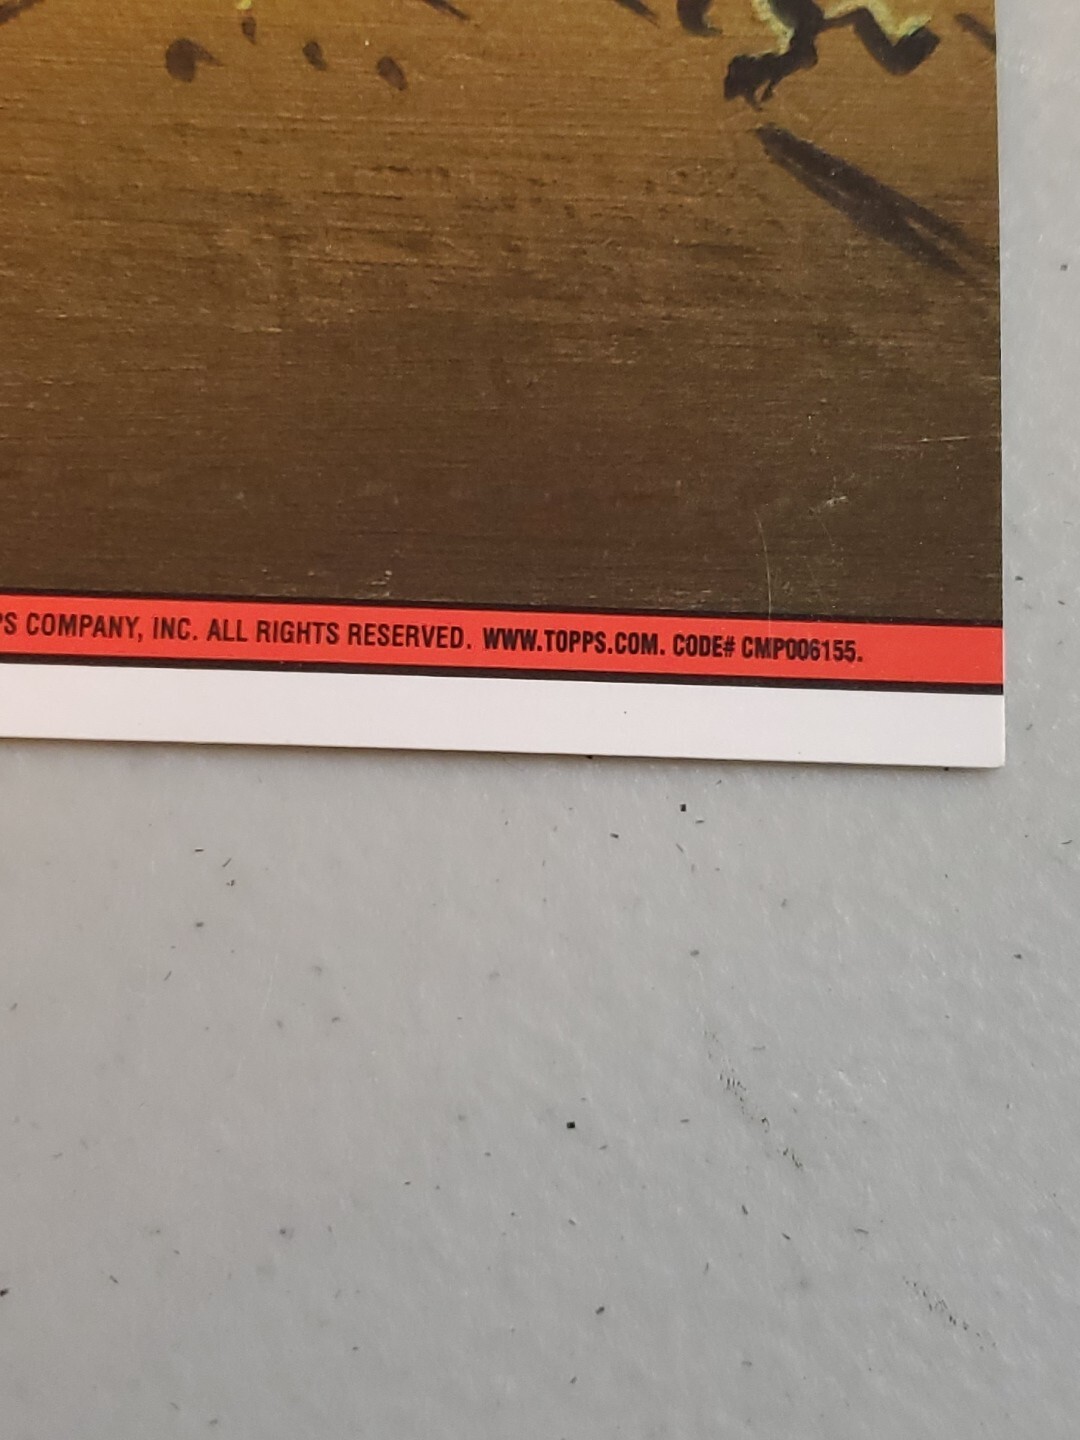 PS COMPANY, INC. ALL RIGHTS RESERVED. WWW.TOPPS.COM. CODE# CMP006155.